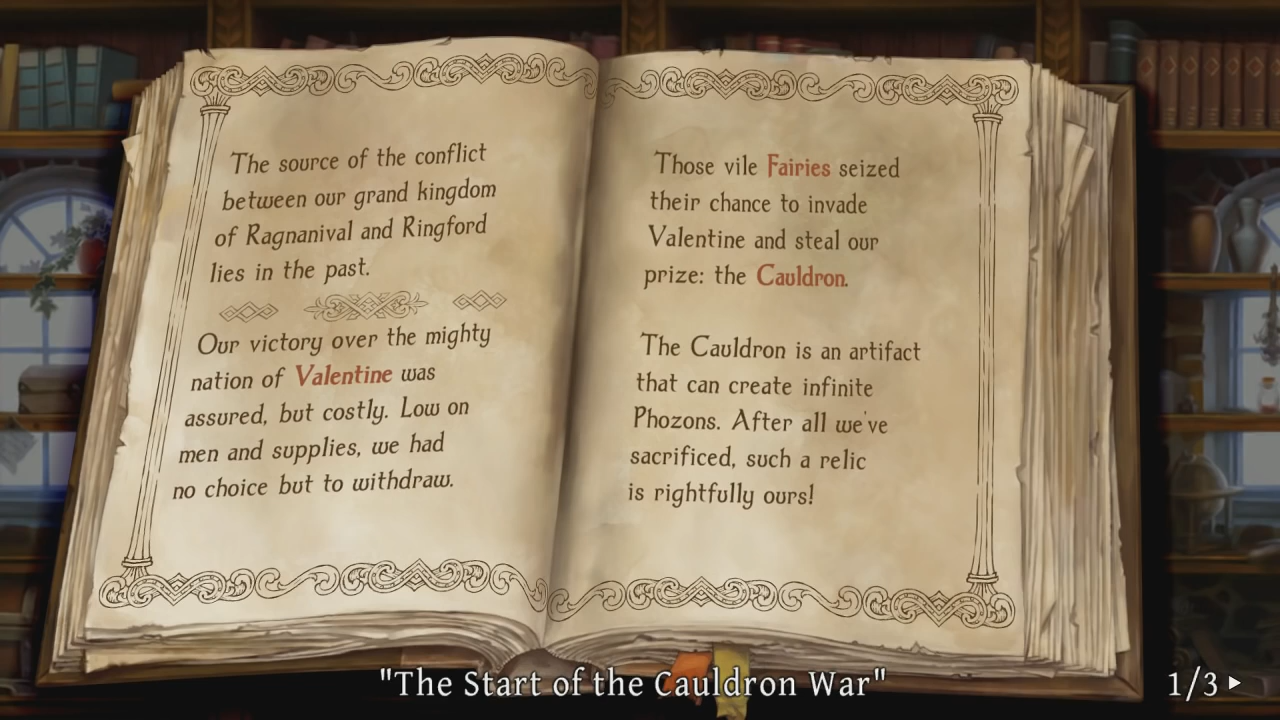 The source of the conflict
between our grand kingdom
of Ragnanival and Ringford
lies in the past.
Our victory over the mighty
nation of Valentine was
assured, but costly. Low on
men and supplies, we had
no choice but to withdraw.
Those vile Fairies seized
their chance to invade
Valentine and steal our
prize: the Cauldron.
The Cauldron is an artifact
that can create infinite
Phozons. After all we've
sacrificed, such a relic
is rightfully ours!
"The Start of the Cauldron War"
1/3